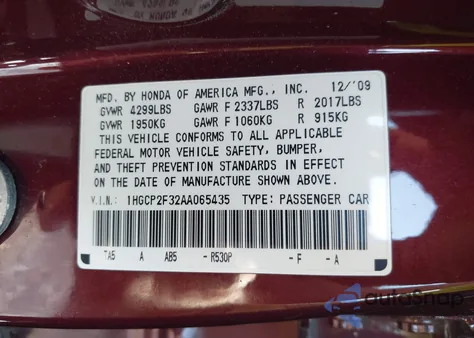 MFD. BY HONDA OF AMERICA MFG., INC. 12/'09
GVWR 4299LBS GAWR F 2337LBS R 2017LBS
GVWR 1950KG GAWR F 1060KG R 915KG
THIS VEHICLE CONFORMS TO ALL APPLICABLE
FEDERAL MOTOR VEHICLE SAFETY, BUMPER,
AND THEFT PREVENTION STANDARDS IN EFFECT
ON THE DATE OF MANUFACTURE SHOWN ABOVE.
V.I.N.: 1HGCP2F32AA065435 TYPE: PASSENGER CAR
TA5 A AB5 -R530P -F -A
autoSnap